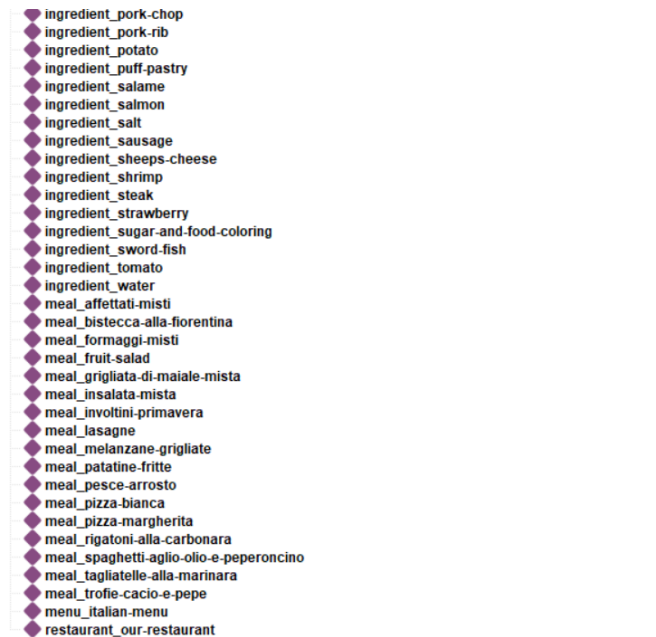 ingredient_pork-chop
ingredient_pork-rib
ingredient_potato
ingredient_puff-pastry
ingredient_salame
ingredient_salmon
ingredient_salt
ingredient_sausage
ingredient_sheeps-cheese
ingredient_shrimp
ingredient_steak
ingredient_strawberry
ingredient_sugar-and-food-coloring
ingredient_sword-fish
ingredient_tomato
ingredient_water
meal_affettati-misti
meal_bistecca-alla-fiorentina
meal_formaggi-misti
meal_fruit-salad
meal_grigliata-di-maiale-mista
meal_insalata-mista
meal_involtini-primavera
meal_lasagne
meal_melanzane-grigliate
meal_patatine-fritte
meal_pesce-arrosto
meal_pizza-bianca
meal_pizza-margherita
meal_rigatoni-alla-carbonara
meal_spaghetti-aglio-olio-e-peperoncino
meal_tagliatelle-alla-marinara
meal_trofie-cacio-e-pepe
menu_italian-menu
restaurant_our-restaurant